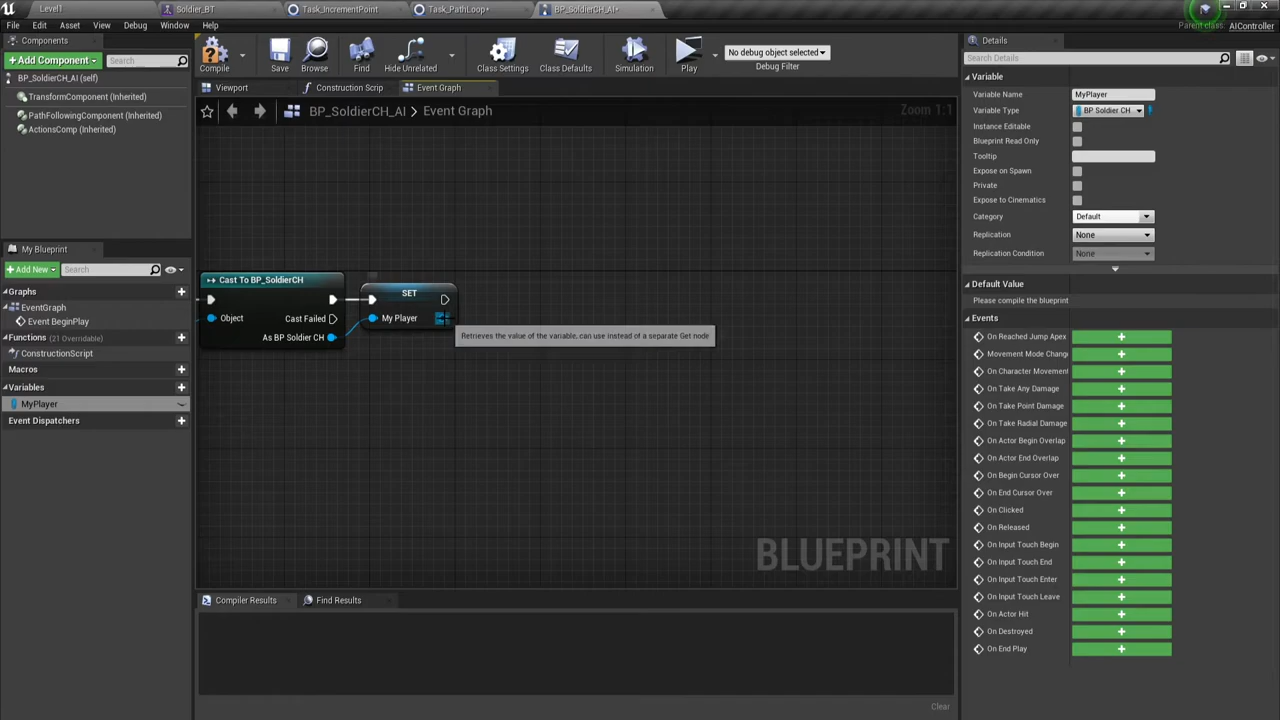 Level1
Soldier_BT
Task_IncrementPoint
Task_PathLoop*
BP_SoldierCH_AI*
File Edit Asset View Debug Window Help
Parent class: AIController
Components
+ Add Component
Search
BP_SoldierCH_AI (self)
TransformComponent (Inherited)
PathFollowingComponent (Inherited)
ActionsComp (Inherited)
My Blueprint
+ Add New
Search
Graphs
EventGraph
Event BeginPlay
Functions (21 Overridable)
ConstructionScript
Macros
Variables
MyPlayer
Event Dispatchers
Compile
Save
Browse
Find
Hide Unrelated
Class Settings
Class Defaults
Simulation
Play
No debug object selected
Debug Filter
Viewport
Construction Scrip
Event Graph
BP_SoldierCH_AI > Event Graph
Zoom 1:1
Cast To BP_SoldierCH
Object
Cast Failed
As BP Soldier CH
SET
My Player
Retrieves the value of the variable, can use instead of a separate Get node
BLUEPRINT
Compiler Results
Find Results
Clear
Details
Search Details
Variable
Variable Name
MyPlayer
Variable Type
BP Soldier CH
Instance Editable
Blueprint Read Only
Tooltip
Expose on Spawn
Private
Expose to Cinematics
Category
Default
Replication
None
Replication Condition
None
Default Value
Please compile the blueprint
Events
On Reached Jump Apex
Movement Mode Chang
On Character Movement
On Take Any Damage
On Take Point Damage
On Take Radial Damage
On Actor Begin Overlap
On Actor End Overlap
On Begin Cursor Over
On End Cursor Over
On Clicked
On Released
On Input Touch Begin
On Input Touch End
On Input Touch Enter
On Input Touch Leave
On Actor Hit
On Destroyed
On End Play